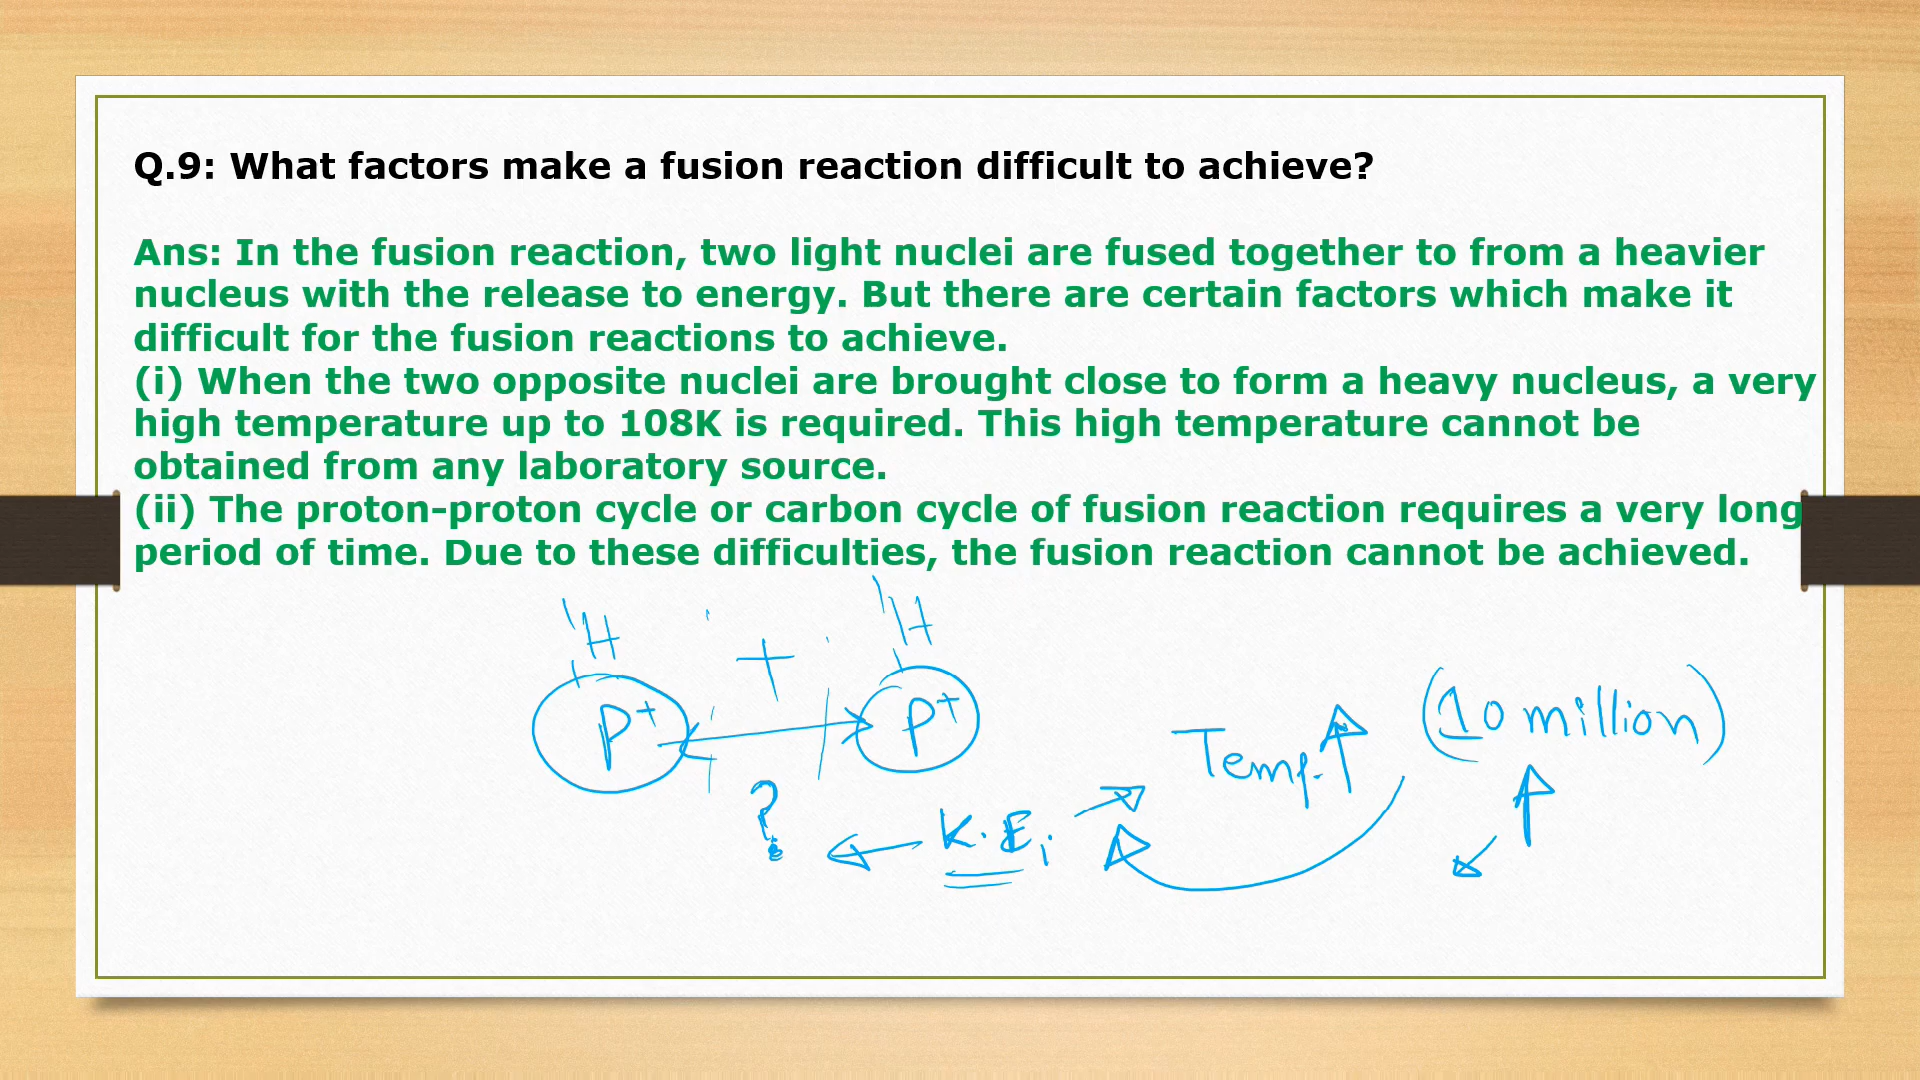 Q.9: What factors make a fusion reaction difficult to achieve?
Ans: In the fusion reaction, two light nuclei are fused together to from a heavier
nucleus with the release to energy. But there are certain factors which make it
difficult for the fusion reactions to achieve.
(i) When the two opposite nuclei are brought close to form a heavy nucleus, a very
high temperature up to 108K is required. This high temperature cannot be
obtained from any laboratory source.
(ii) The proton-proton cycle or carbon cycle of fusion reaction requires a very long
period of time. Due to these difficulties, the fusion reaction cannot be achieved.
¹₁H + ¹₁H
P⁺ P⁺
Temp. (10 million)
? K.Eᵢ